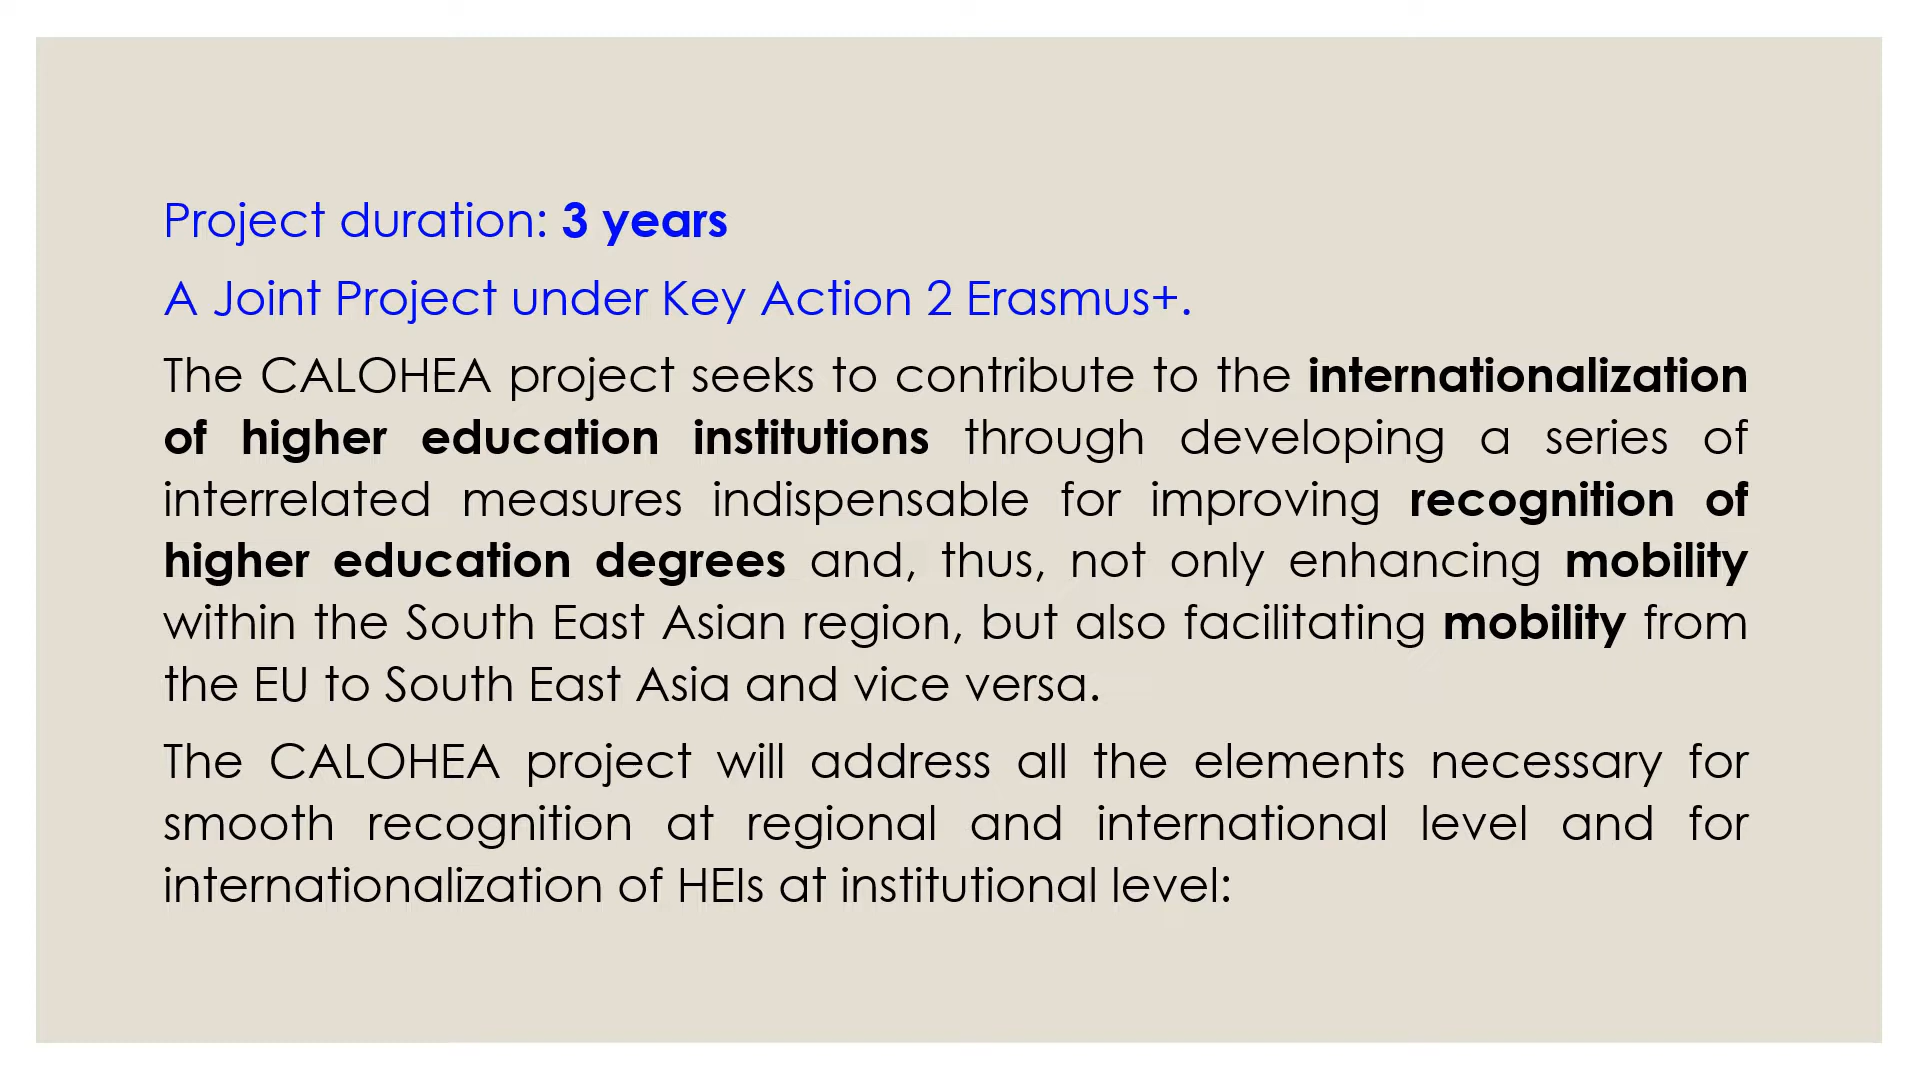 Project duration: 3 years
A Joint Project under Key Action 2 Erasmus+.
The CALOHEA project seeks to contribute to the internationalization
of higher education institutions through developing a series of
interrelated measures indispensable for improving recognition of
higher education degrees and, thus, not only enhancing mobility
within the South East Asian region, but also facilitating mobility from
the EU to South East Asia and vice versa.
The CALOHEA project will address all the elements necessary for
smooth recognition at regional and international level and for
internationalization of HEIs at institutional level: